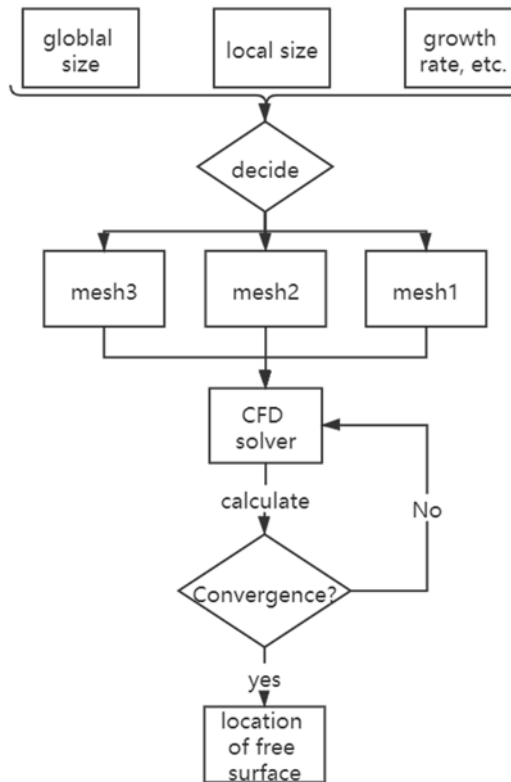 globlal
size
local size
growth
rate, etc.
decide
mesh3
mesh2
mesh1
CFD
solver
calculate
No
Convergence?
yes
location
of free
surface